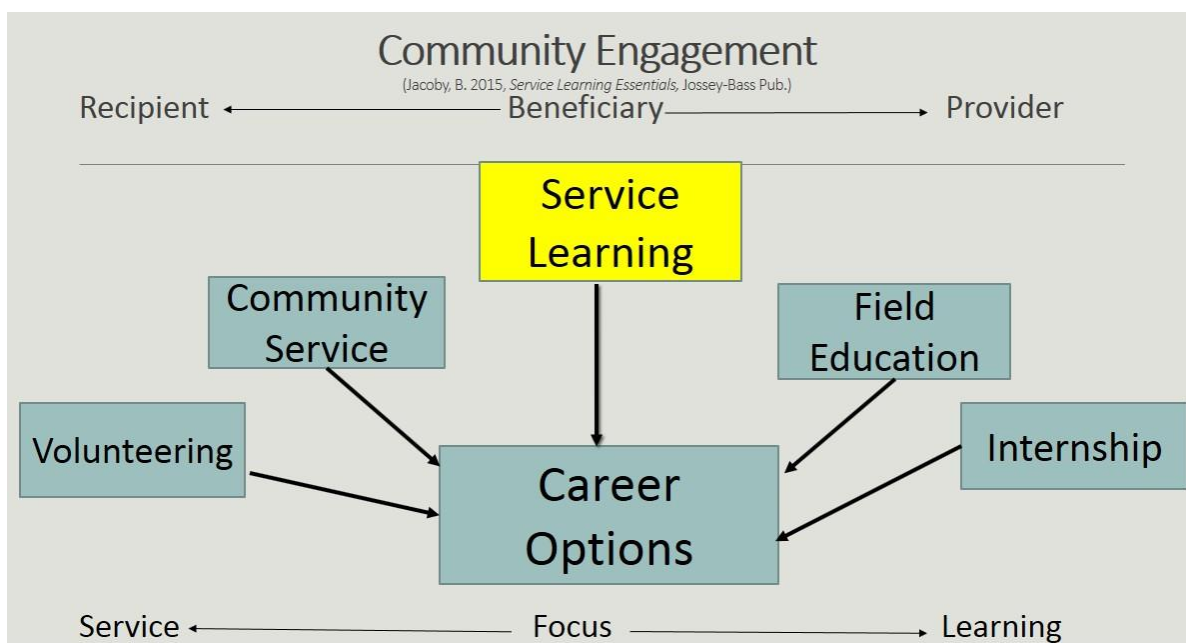 Community Engagement
(Jacoby, B. 2015, Service Learning Essentials, Jossey-Bass Pub.)
Recipient Beneficiary Provider
Service
Learning
Community
Service
Field
Education
Volunteering
Internship
Career
Options
Service Focus Learning